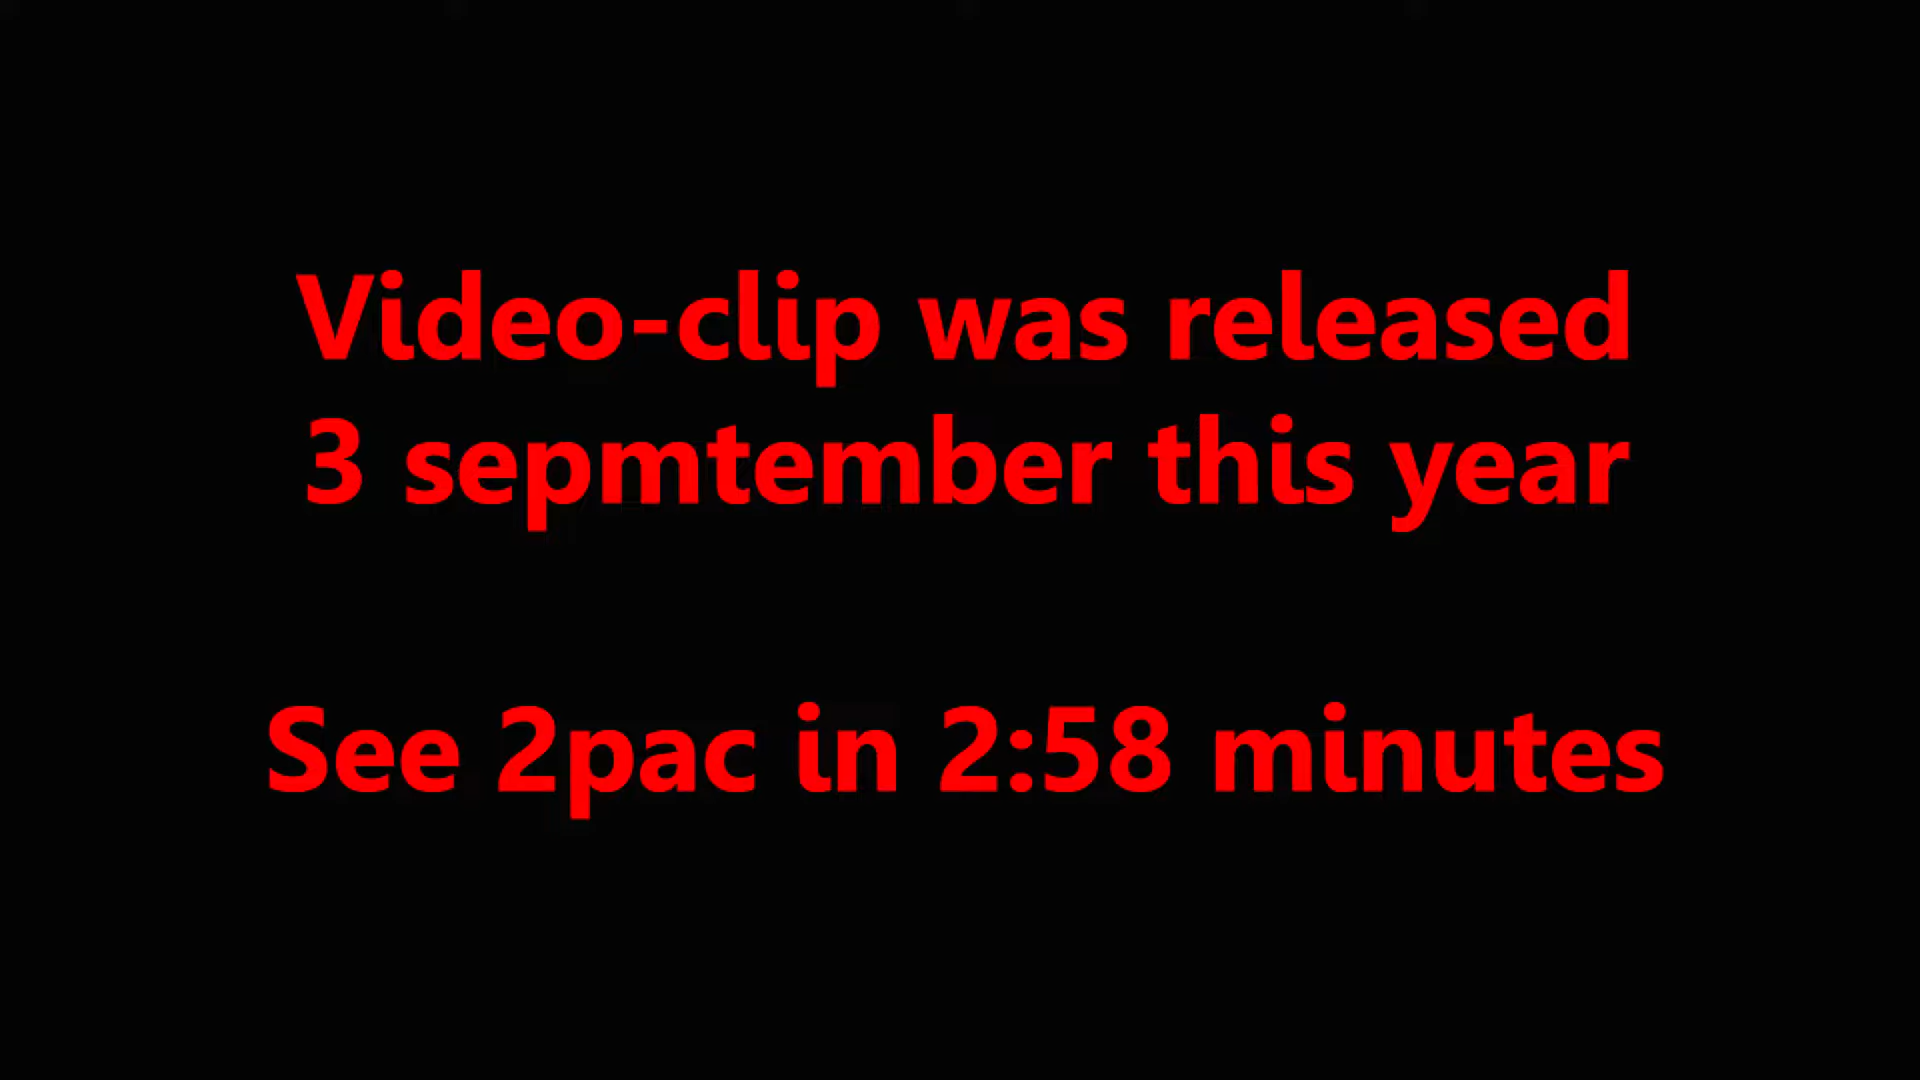 Video-clip was released
3 sepmtember this year
See 2pac in 2:58 minutes